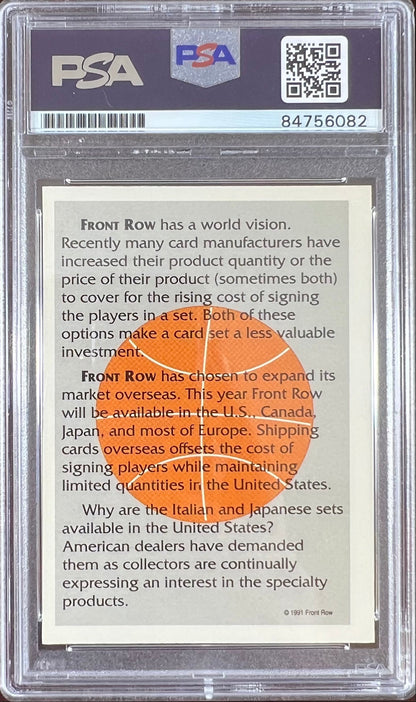 PSA
PSA
84756082
FRONT ROW has a world vision.
Recently many card manufacturers have
increased their product quantity or the
price of their product (sometimes both)
to cover for the rising cost of signing
the players in a set. Both of these
options make a card set a less valuable
investment.
FRONT ROW has chosen to expand its
market overseas. This year Front Row
will be available in the U.S., Canada,
Japan, and most of Europe. Shipping
cards overseas offsets the cost of
signing players while maintaining
limited quantities in the United States.
Why are the Italian and Japanese sets
available in the United States?
American dealers have demanded
them as collectors are continually
expressing an interest in the specialty
products.
© 1991 Front Row
PSA